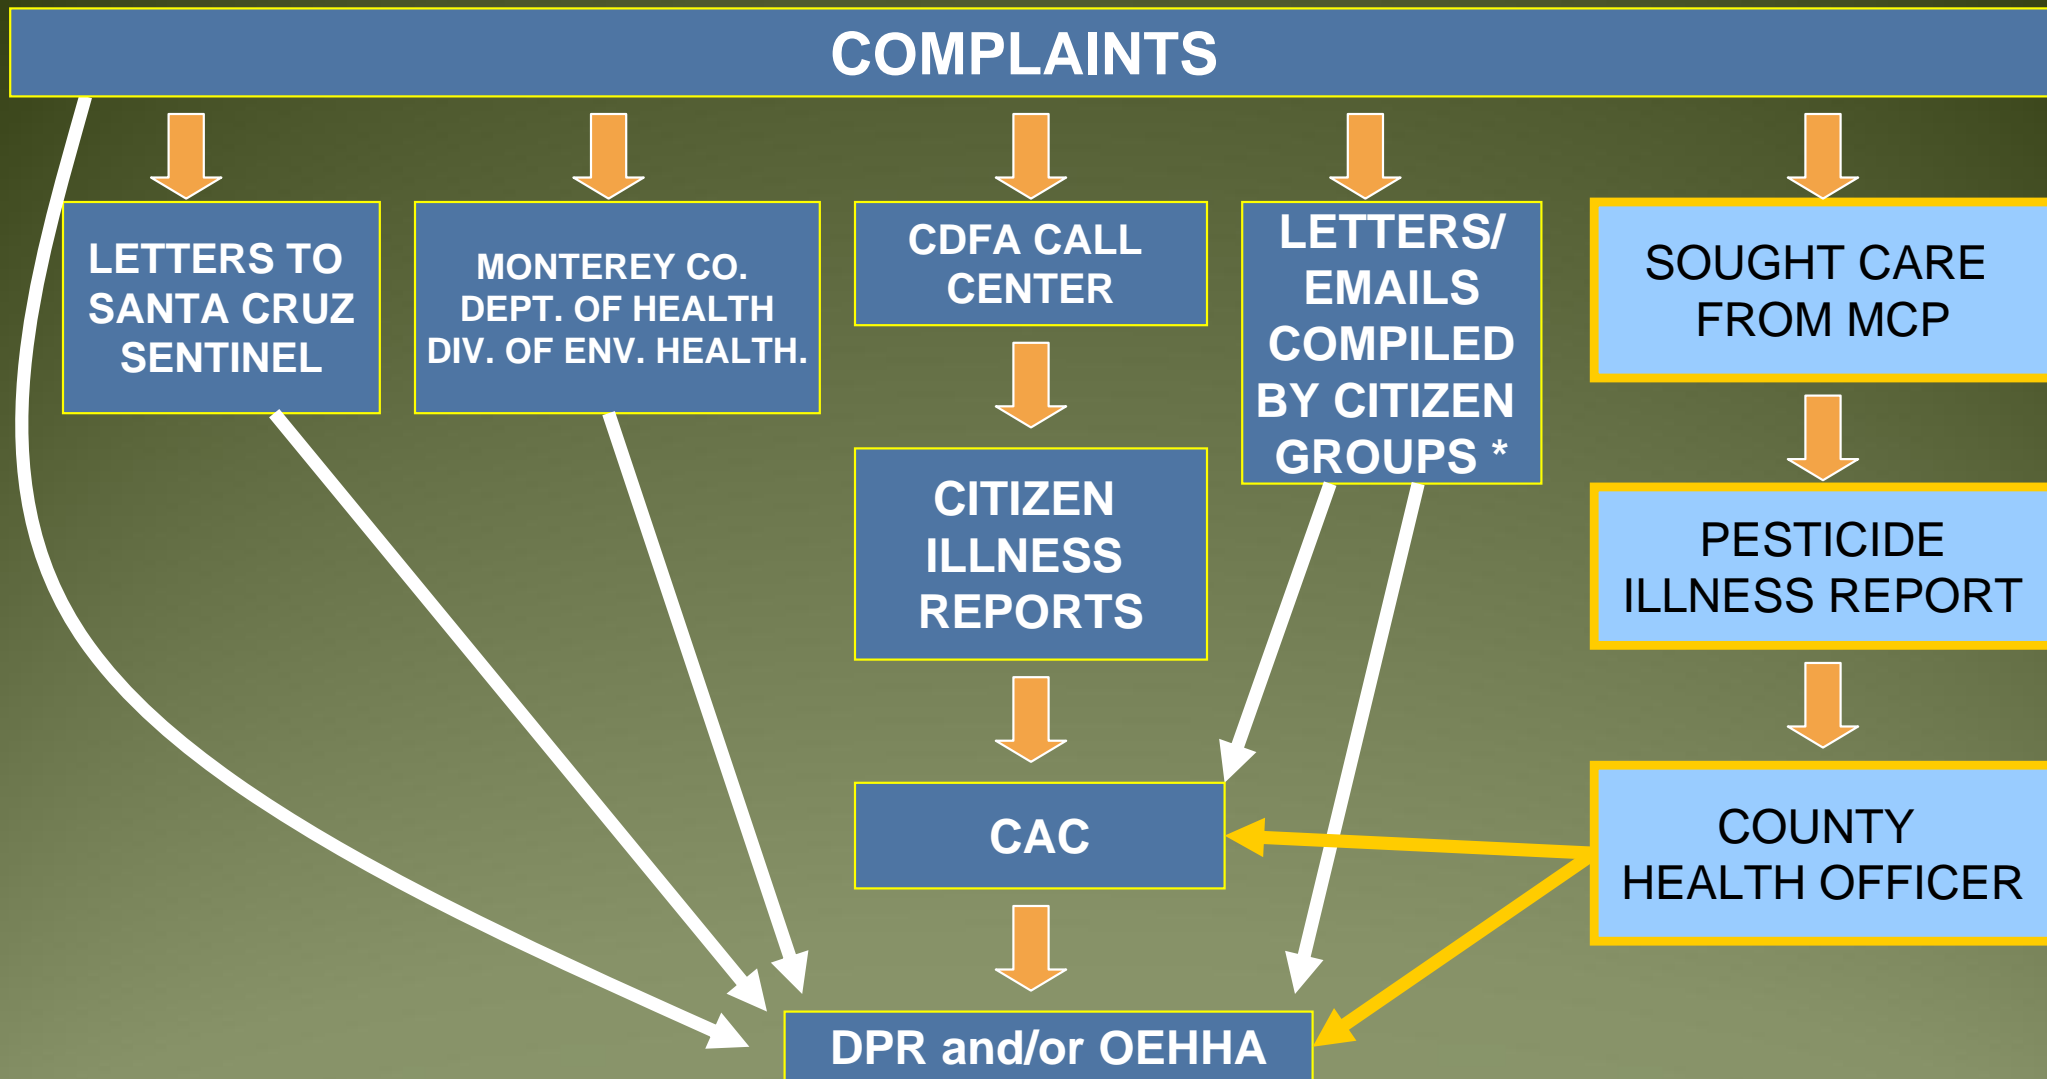 COMPLAINTS
LETTERS TO
SANTA CRUZ
SENTINEL
MONTEREY CO.
DEPT. OF HEALTH
DIV. OF ENV. HEALTH.
CDFA CALL
CENTER
LETTERS/
EMAILS
COMPILED
BY CITIZEN
GROUPS *
SOUGHT CARE
FROM MCP
CITIZEN
ILLNESS
REPORTS
PESTICIDE
ILLNESS REPORT
CAC
COUNTY
HEALTH OFFICER
DPR and/or OEHHA